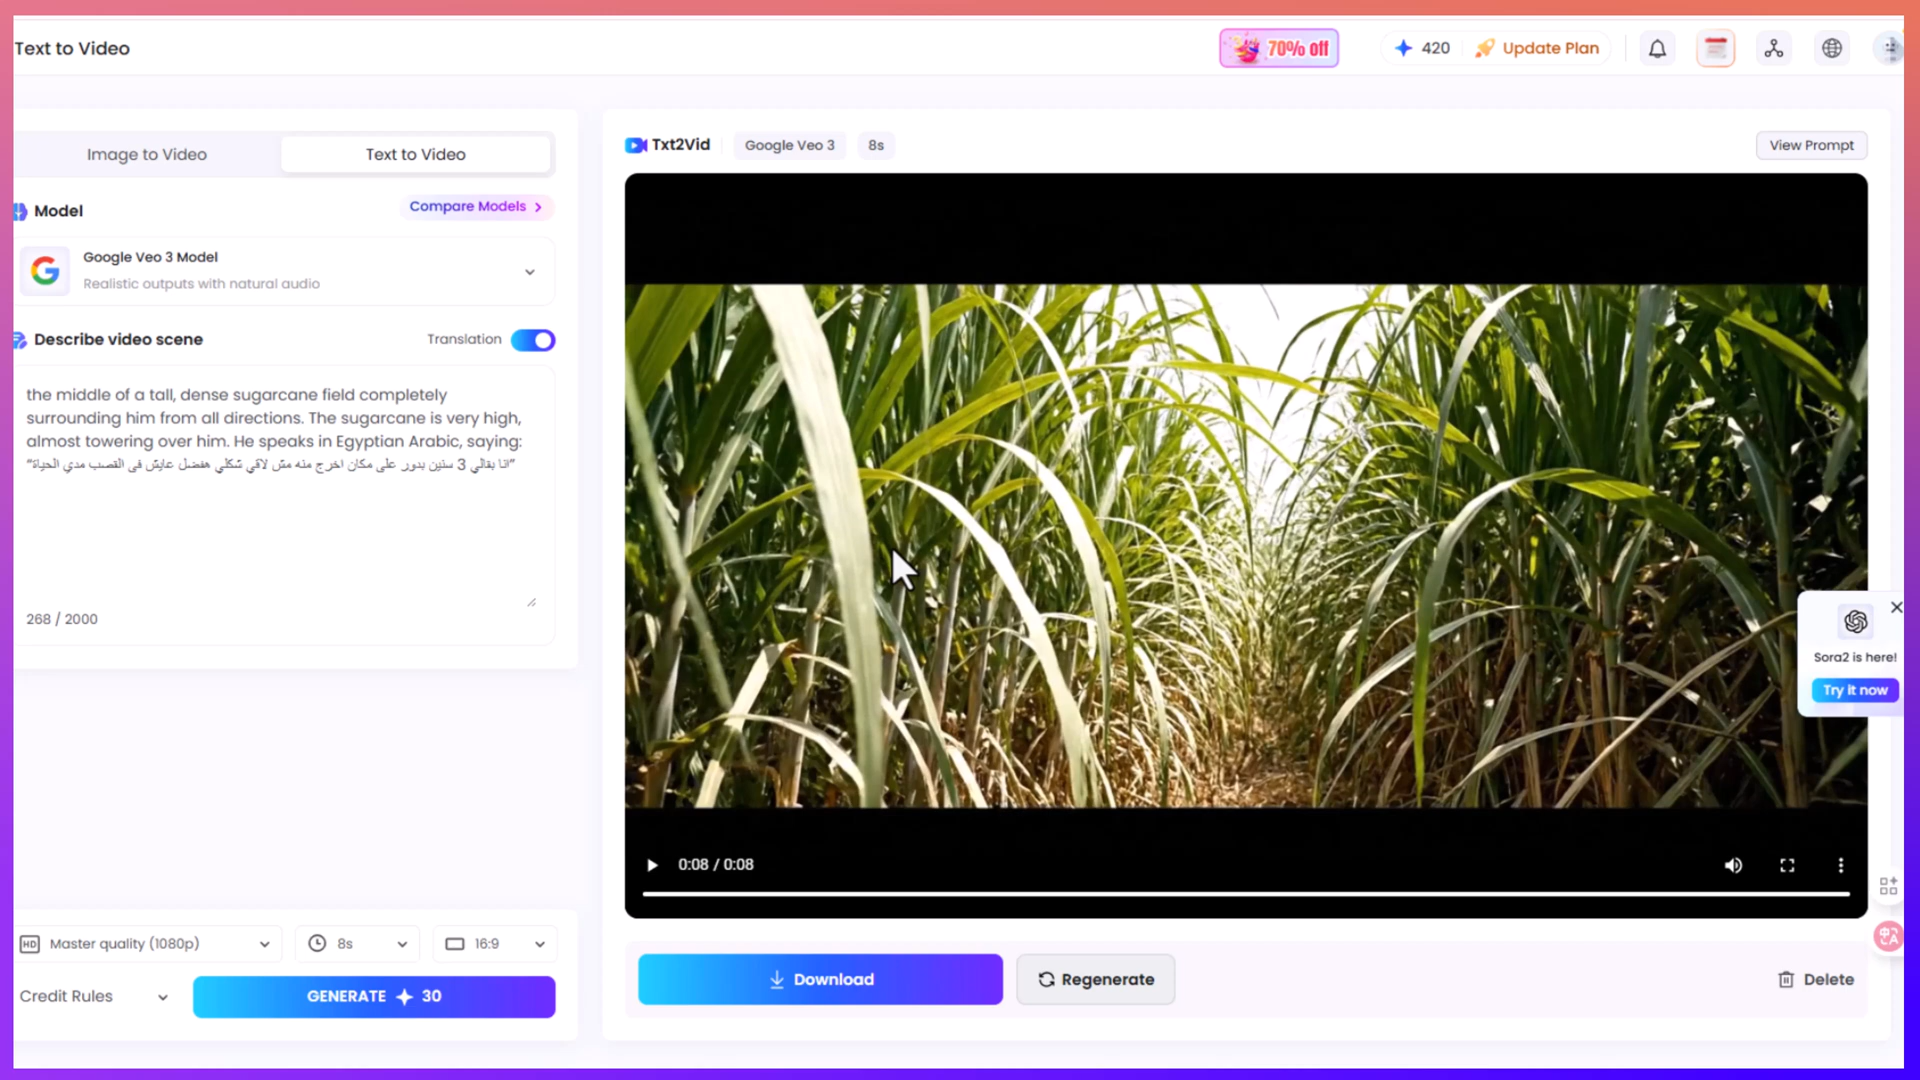 Text to Video
70% off
420
Update Plan
Image to Video
Text to Video
Model
Compare Models
Google Veo 3 Model
Realistic outputs with natural audio
Describe video scene
Translation
the middle of a tall, dense sugarcane field completely
surrounding him from all directions. The sugarcane is very high,
almost towering over him. He speaks in Egyptian Arabic, saying:
"انا بقالي 3 سنين بدور على مكان اخرج منه مش لاقي شكلي هفضل عايش فى القصب مدي الحياة"
268 / 2000
HD Master quality (1080p)
8s
16:9
Credit Rules
GENERATE 30
Txt2Vid
Google Veo 3
8s
View Prompt
0:08 / 0:08
Download
Regenerate
Delete
Sora2 is here!
Try it now
中A